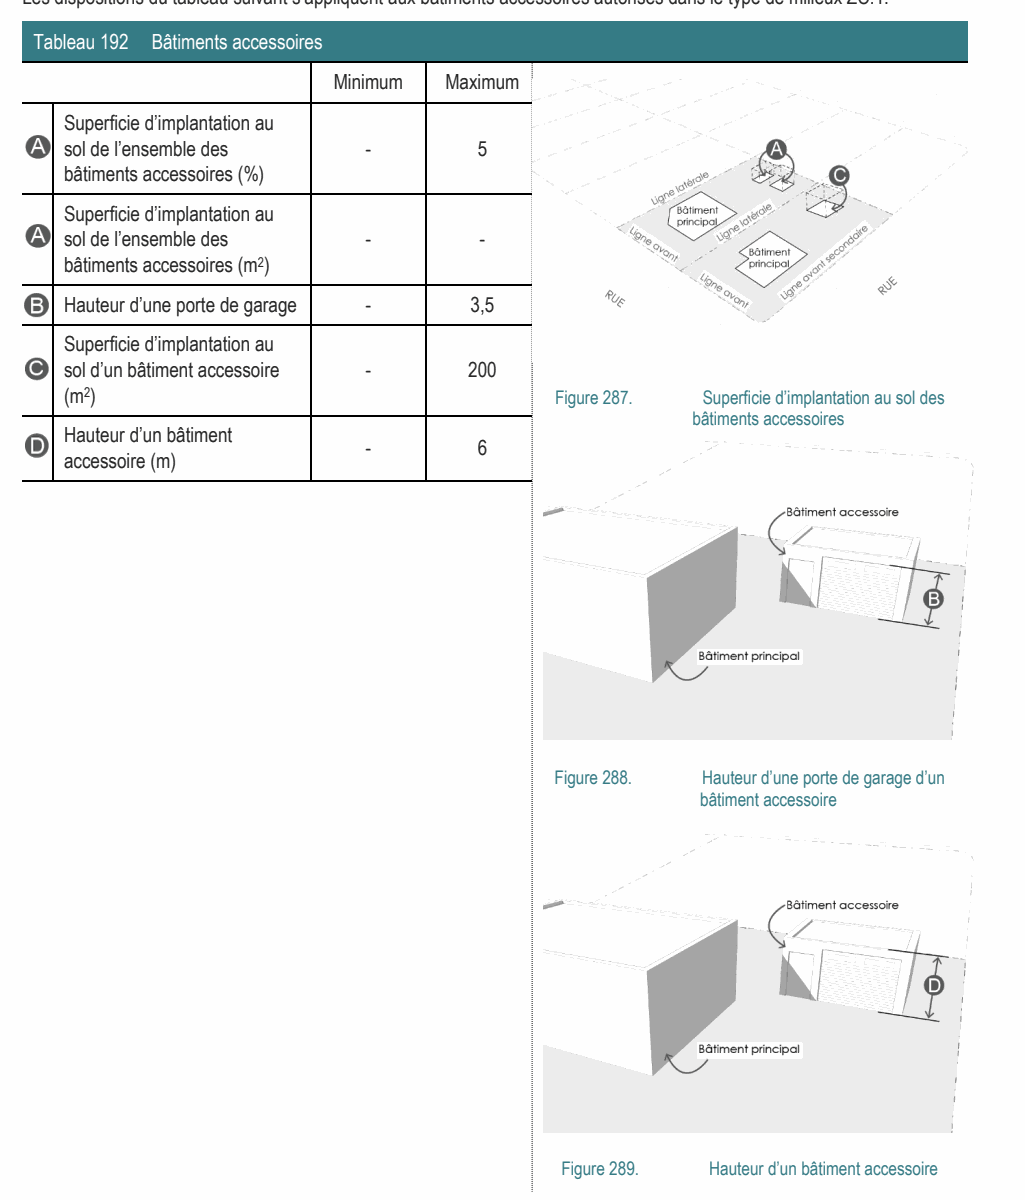 Les dispositions du tableau suivant s'appliquent aux bâtiments accessoires autorisés dans le type de milieux ZC.1.
Tableau 192 Bâtiments accessoires
Minimum Maximum
A Superficie d'implantation au
sol de l'ensemble des
bâtiments accessoires (%)
- 5
A Superficie d'implantation au
sol de l'ensemble des
bâtiments accessoires (m2)
- -
B Hauteur d'une porte de garage - 3,5
C Superficie d'implantation au
sol d'un bâtiment accessoire
(m2)
- 200
D Hauteur d'un bâtiment
accessoire (m)
- 6
A
C
Ligne latérale
Bâtiment
principal
Ligne latérale
Ligne avant
Bâtiment
principal
Ligne avant secondaire
Ligne avant
RUE
RUE
Figure 287. Superficie d'implantation au sol des
bâtiments accessoires
Bâtiment accessoire
B
Bâtiment principal
Figure 288. Hauteur d'une porte de garage d'un
bâtiment accessoire
Bâtiment accessoire
D
Bâtiment principal
Figure 289. Hauteur d'un bâtiment accessoire